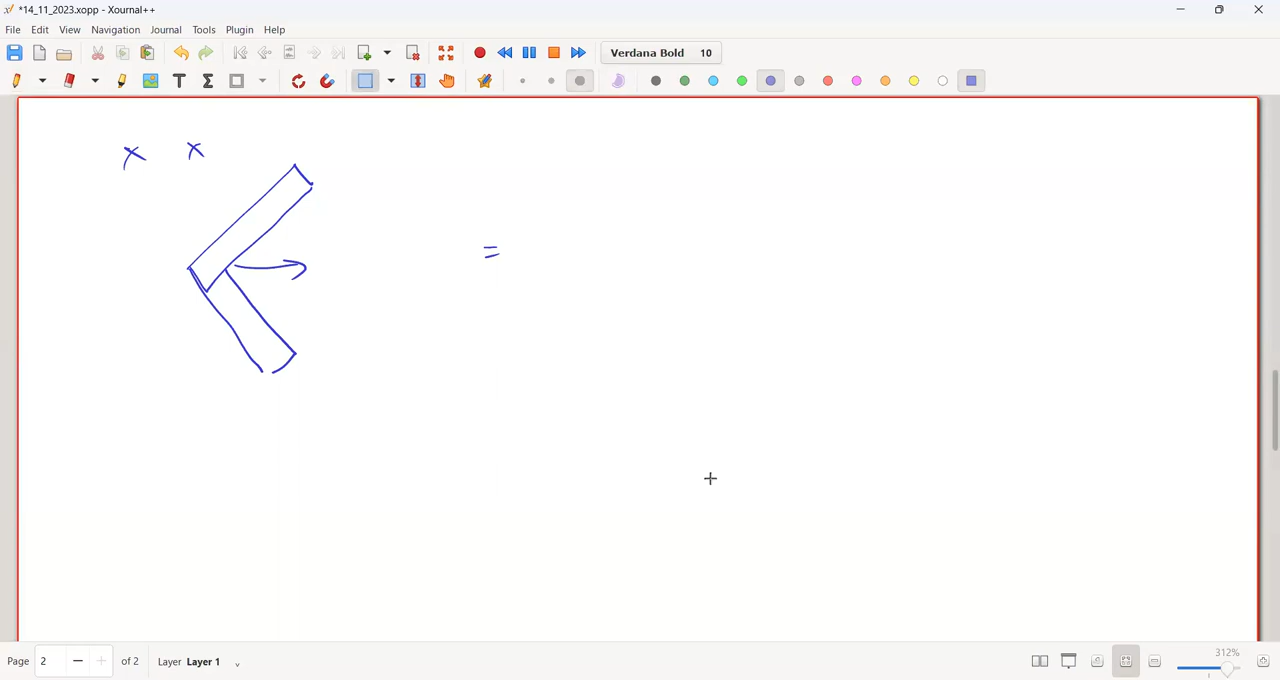 *14_11_2023.xopp - Xournal++
File Edit View Navigation Journal Tools Plugin Help
Verdana Bold 10
x x
=
Page 2 of 2 Layer Layer 1 312%